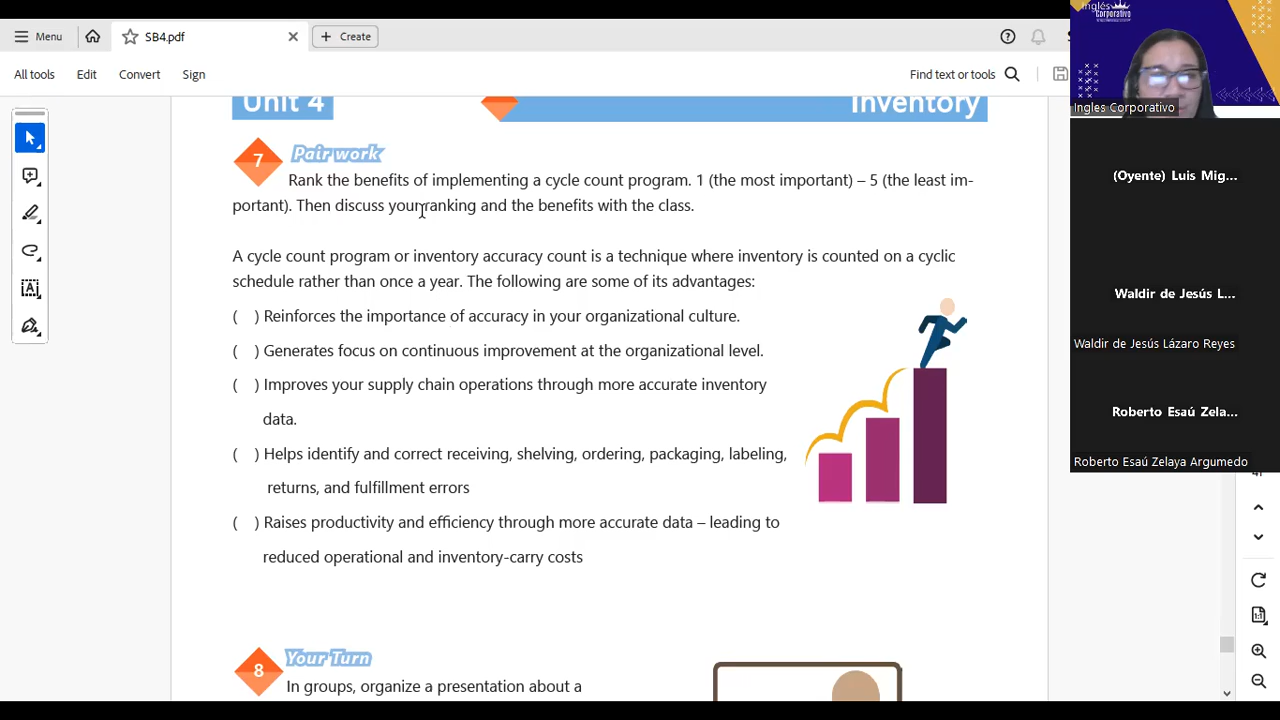 Menu
SB4.pdf
Create
All tools
Edit
Convert
Sign
Find text or tools
Unit 4
Inventory
7
Pair work
Rank the benefits of implementing a cycle count program. 1 (the most important) – 5 (the least im-
portant). Then discuss your ranking and the benefits with the class.
A cycle count program or inventory accuracy count is a technique where inventory is counted on a cyclic
schedule rather than once a year. The following are some of its advantages:
( ) Reinforces the importance of accuracy in your organizational culture.
( ) Generates focus on continuous improvement at the organizational level.
( ) Improves your supply chain operations through more accurate inventory
data.
( ) Helps identify and correct receiving, shelving, ordering, packaging, labeling,
returns, and fulfillment errors
( ) Raises productivity and efficiency through more accurate data – leading to
reduced operational and inventory-carry costs
8
Your Turn
In groups, organize a presentation about a
Inglés
Corporativo
Ingles Corporativo
(Oyente) Luis Mig...
Waldir de Jesús L...
Waldir de Jesús Lázaro Reyes
Roberto Esaú Zela...
Roberto Esaú Zelaya Argumedo
1:1